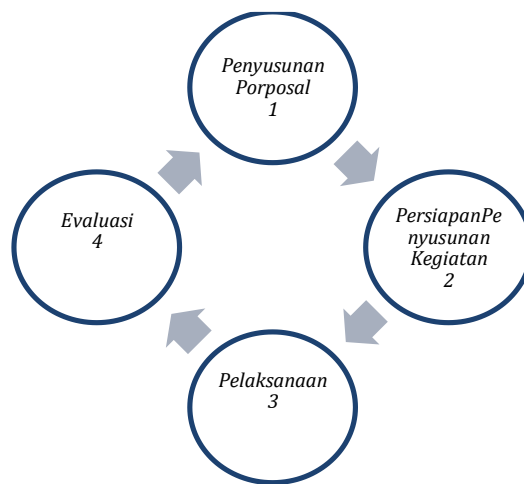 Penyusunan
Porposal
1
PersiapanPe
nyusunan
Kegiatan
2
Pelaksanaan
3
Evaluasi
4